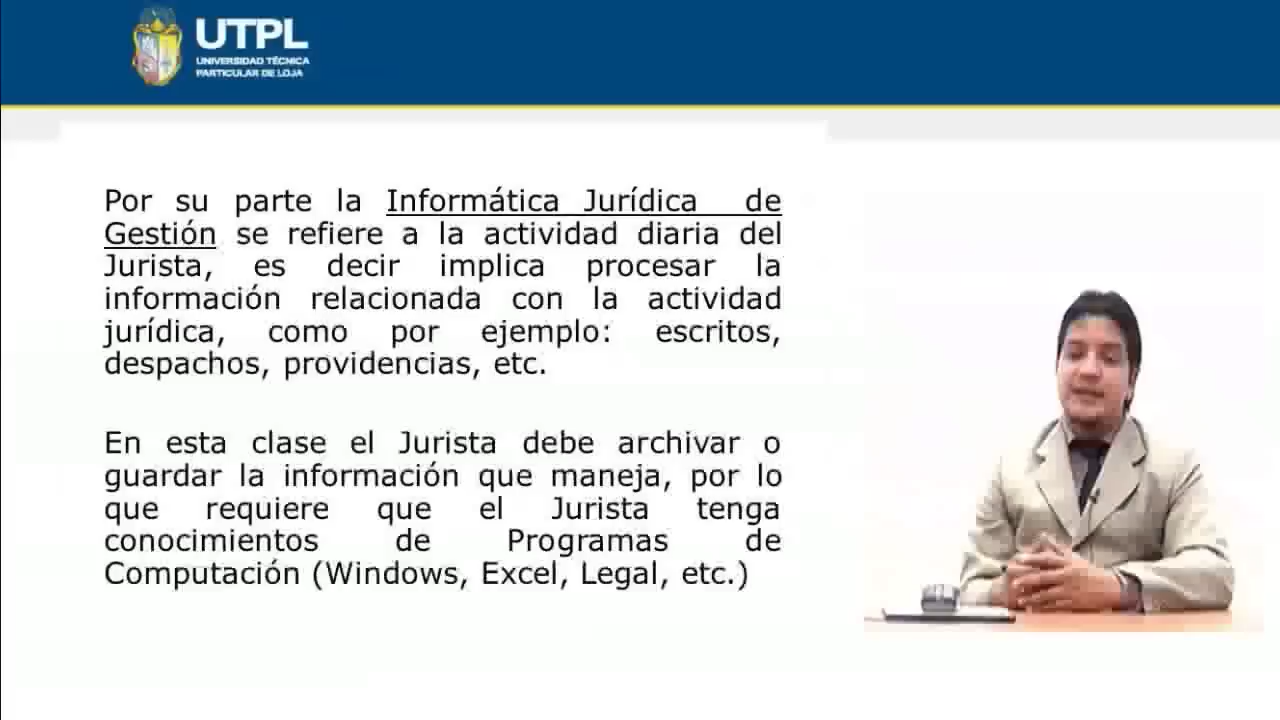 UTPL
UNIVERSIDAD TÉCNICA
PARTICULAR DE LOJA
Por su parte la Informática Jurídica de
Gestión se refiere a la actividad diaria del
Jurista, es decir implica procesar la
información relacionada con la actividad
jurídica, como por ejemplo: escritos,
despachos, providencias, etc.
En esta clase el Jurista debe archivar o
guardar la información que maneja, por lo
que requiere que el Jurista tenga
conocimientos de Programas de
Computación (Windows, Excel, Legal, etc.)